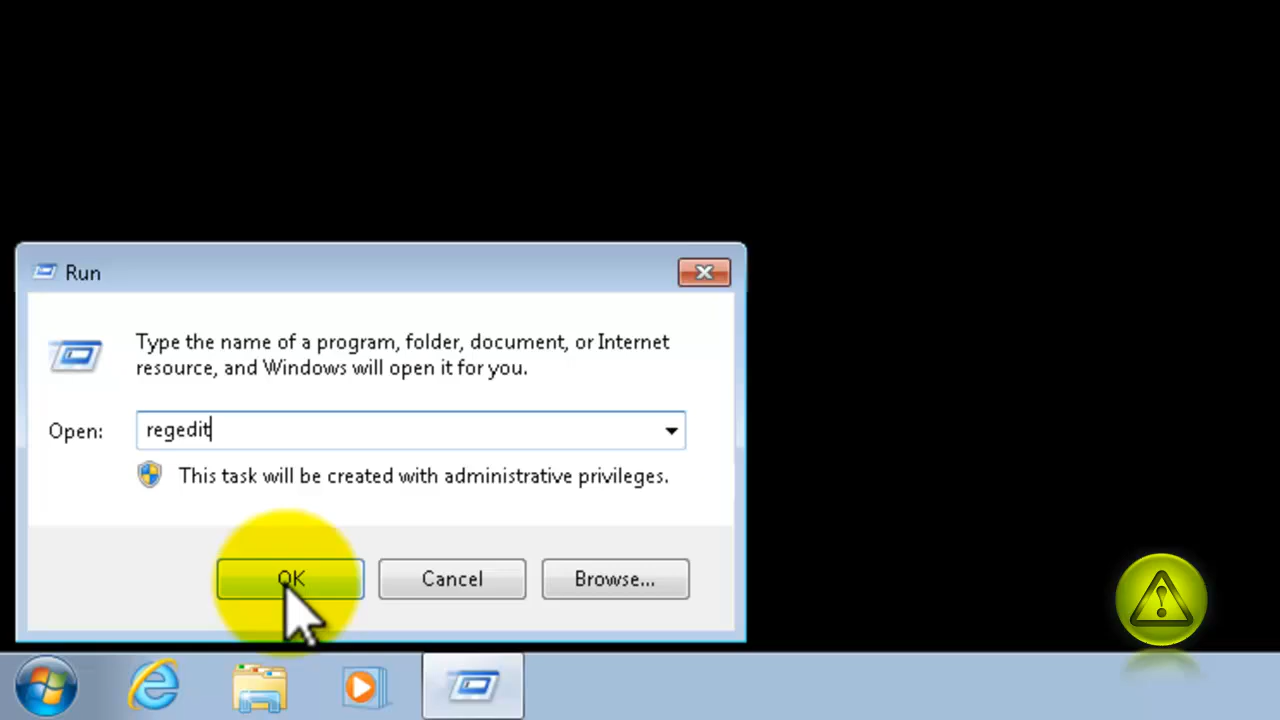 Run
Type the name of a program, folder, document, or Internet
resource, and Windows will open it for you.
Open: regedit
This task will be created with administrative privileges.
OK Cancel Browse...